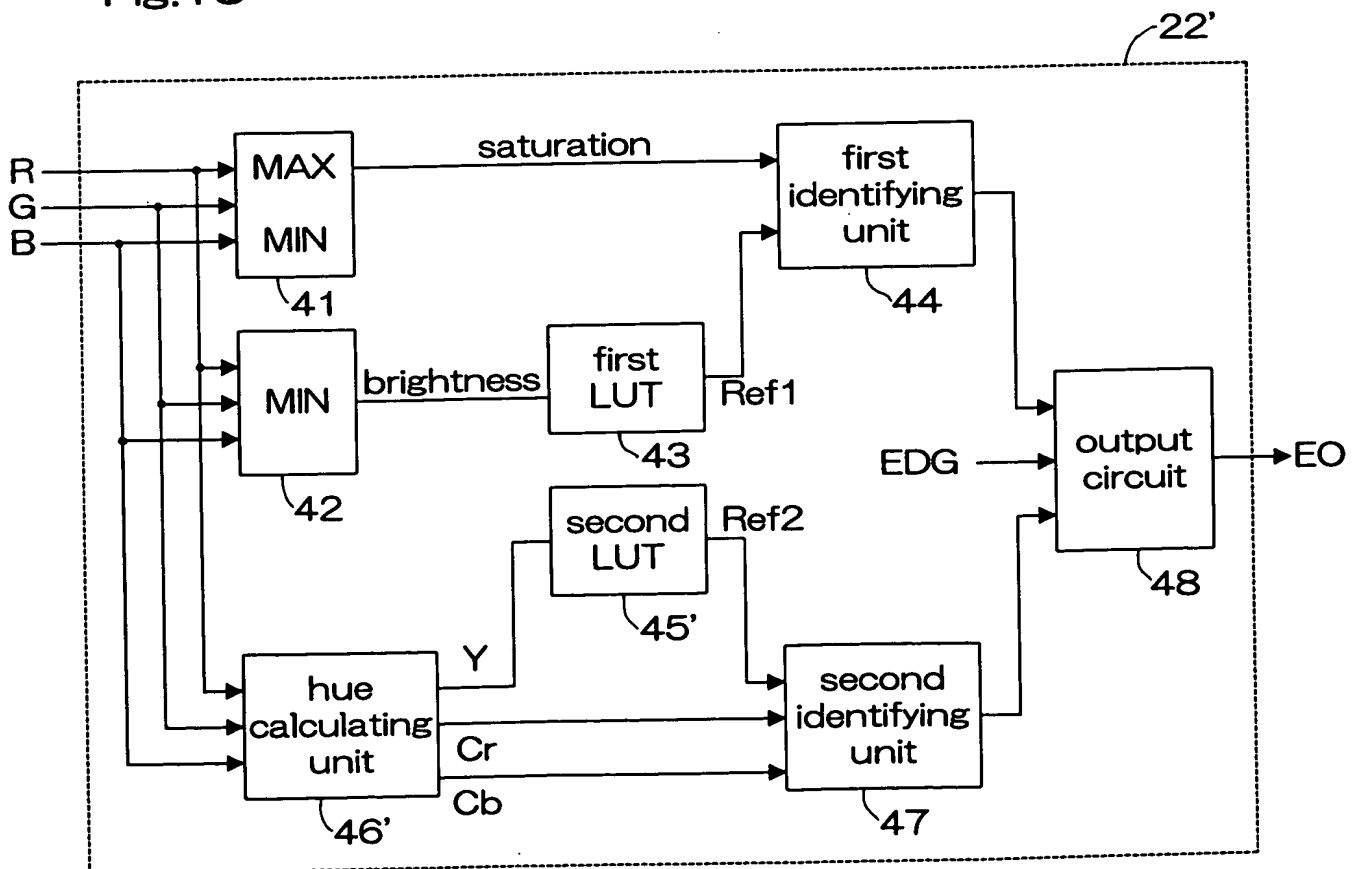 22'
R
G
B
MAX
MIN
41
saturation
first
identifying
unit
44
MIN
42
brightness
first
LUT
43
Ref1
EDG
output
circuit
48
EO
second
LUT
45'
Ref2
hue
calculating
unit
46'
Y
Cr
Cb
second
identifying
unit
47